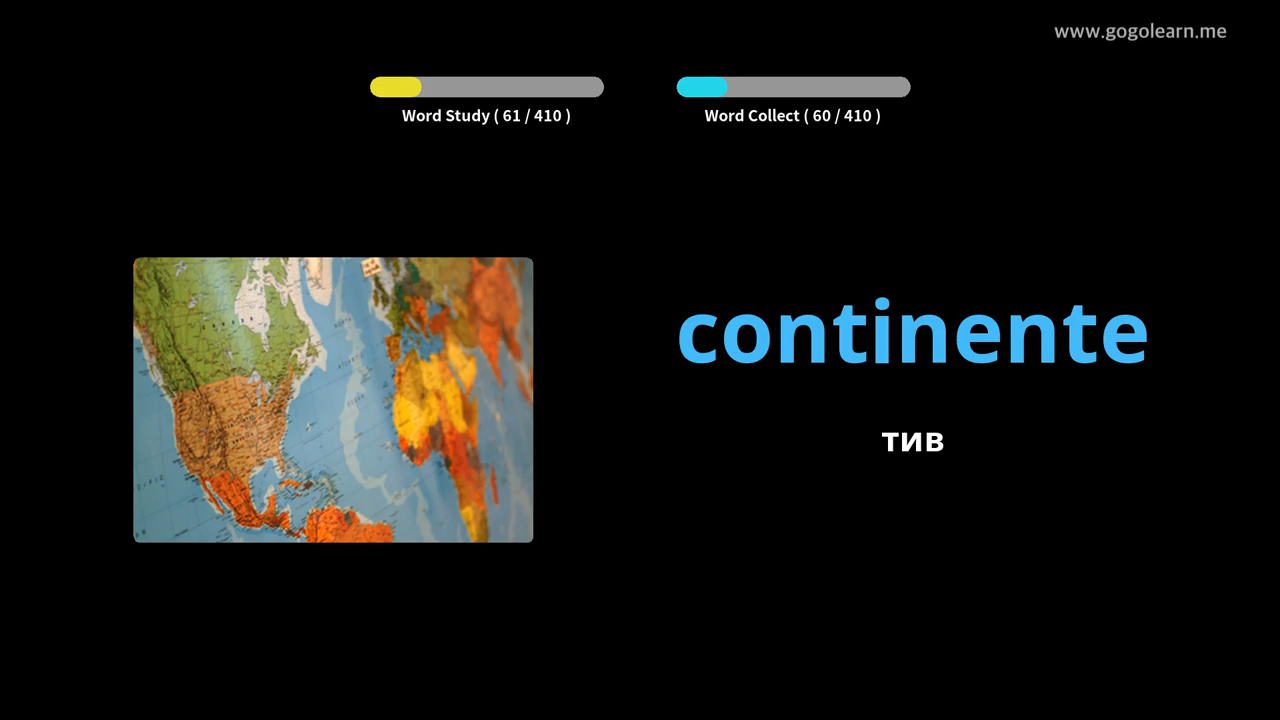 www.gogolearn.me
Word Study ( 61 / 410 )
Word Collect ( 60 / 410 )
continente
тив